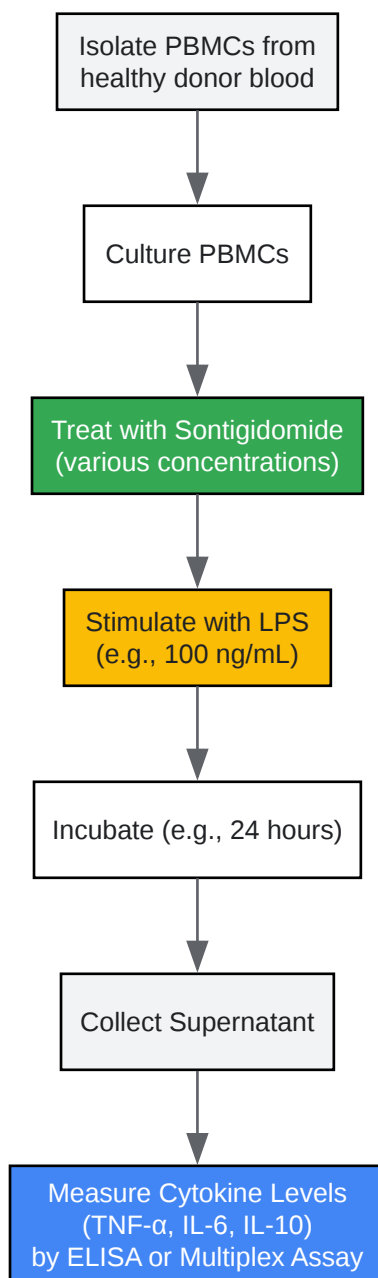 Isolate PBMCs from
healthy donor blood
Culture PBMCs
Treat with Sontigidomide
(various concentrations)
Stimulate with LPS
(e.g., 100 ng/mL)
Incubate (e.g., 24 hours)
Collect Supernatant
Measure Cytokine Levels
(TNF-α, IL-6, IL-10)
by ELISA or Multiplex Assay